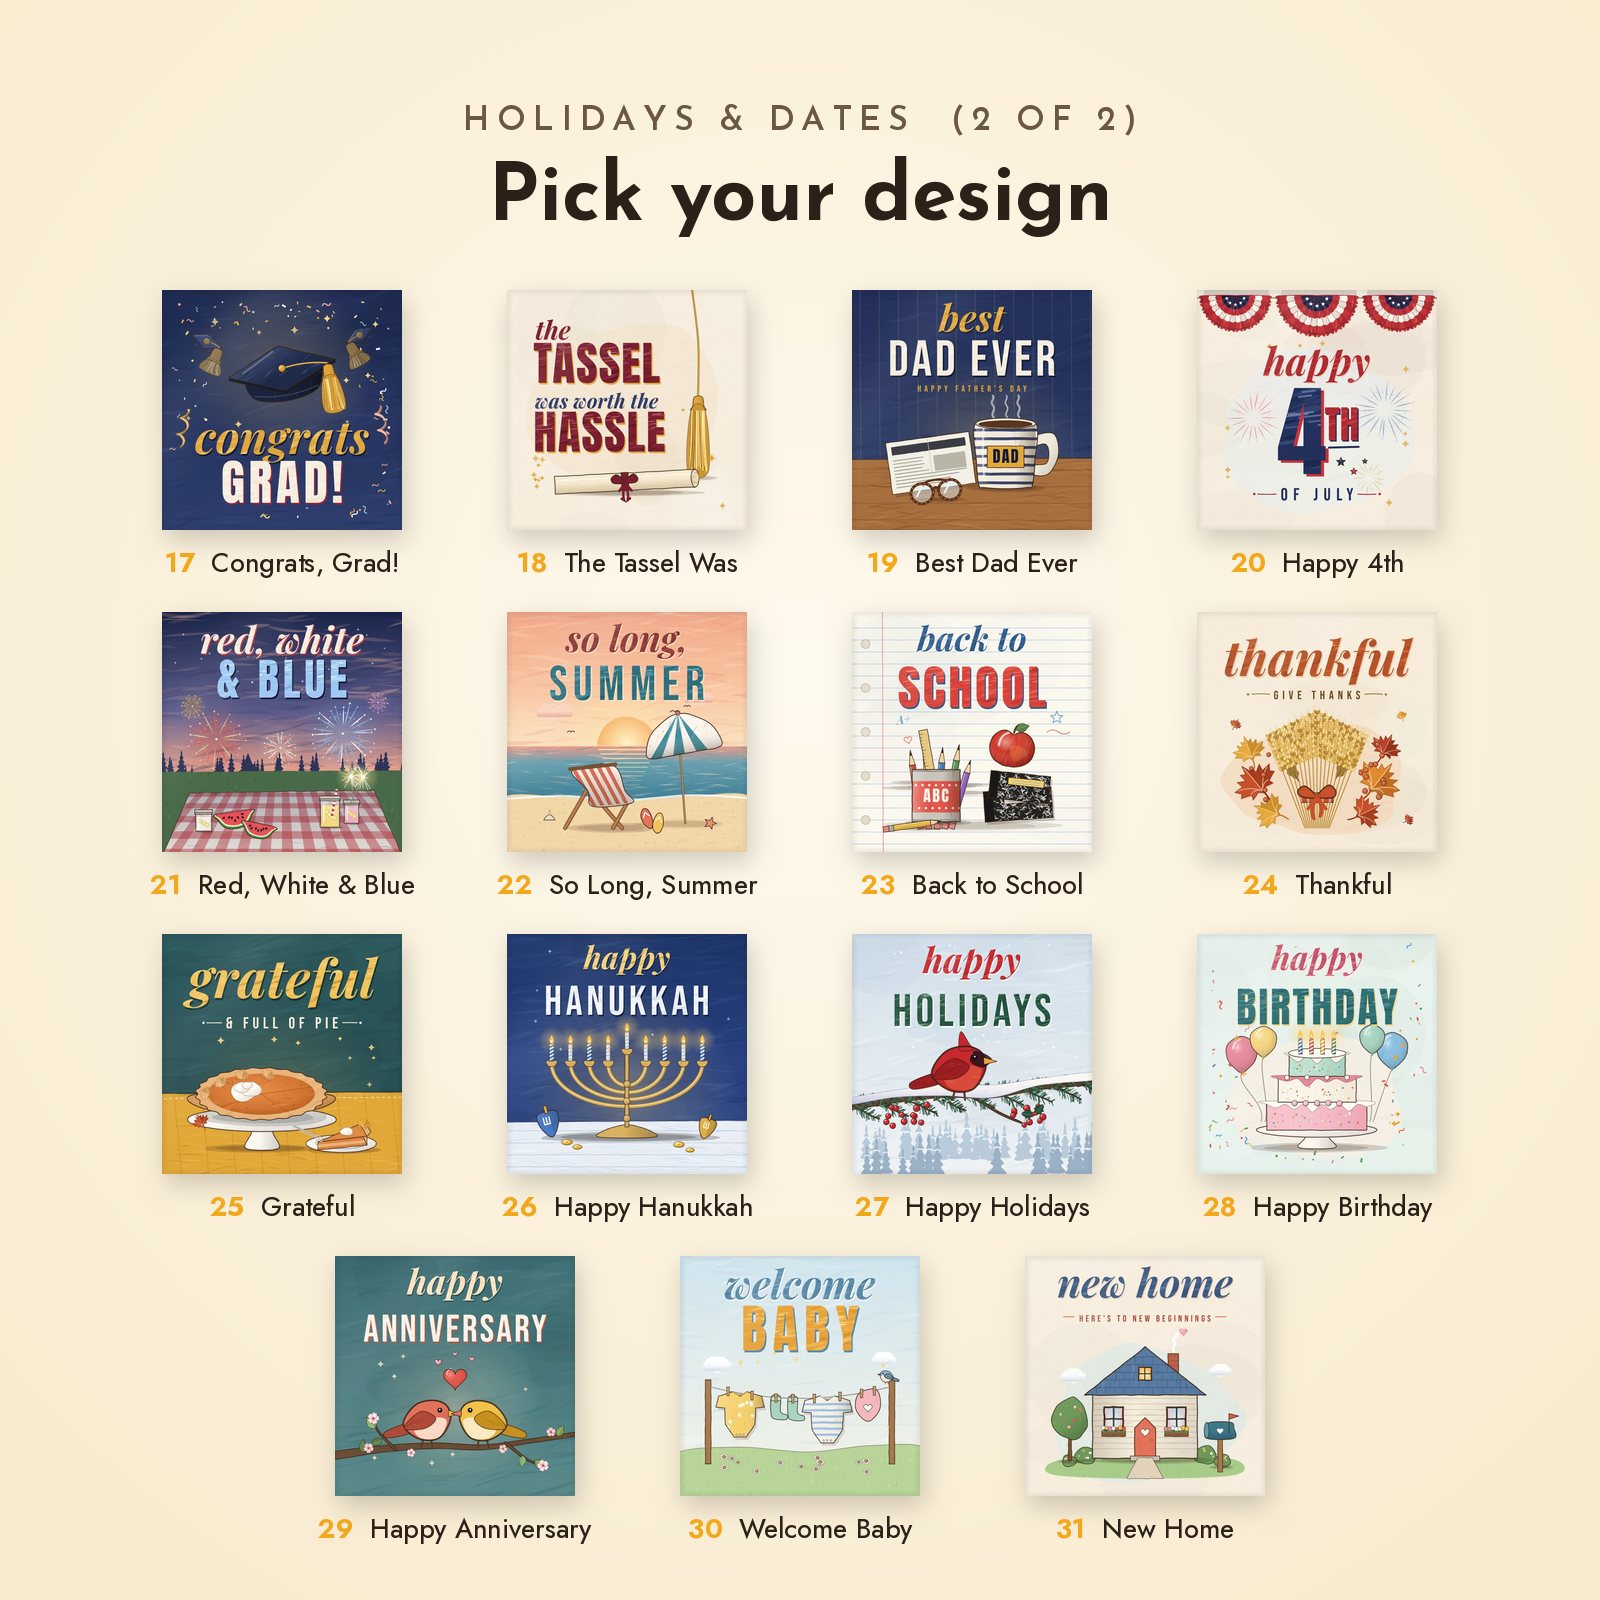 HOLIDAYS & DATES (2 OF 2)
Pick your design
congrats
GRAD!
17 Congrats, Grad!
the
TASSEL
was worth the
HASSLE
18 The Tassel Was
best
DAD EVER
HAPPY FATHER'S DAY
DAD
19 Best Dad Ever
happy
4TH
OF JULY
20 Happy 4th
red, white
& BLUE
21 Red, White & Blue
so long,
SUMMER
22 So Long, Summer
back to
SCHOOL
A+
ABC
23 Back to School
thankful
GIVE THANKS
24 Thankful
grateful
& FULL OF PIE
25 Grateful
happy
HANUKKAH
26 Happy Hanukkah
happy
HOLIDAYS
27 Happy Holidays
happy
BIRTHDAY
28 Happy Birthday
happy
ANNIVERSARY
29 Happy Anniversary
welcome
BABY
30 Welcome Baby
new home
HERE'S TO NEW BEGINNINGS
31 New Home